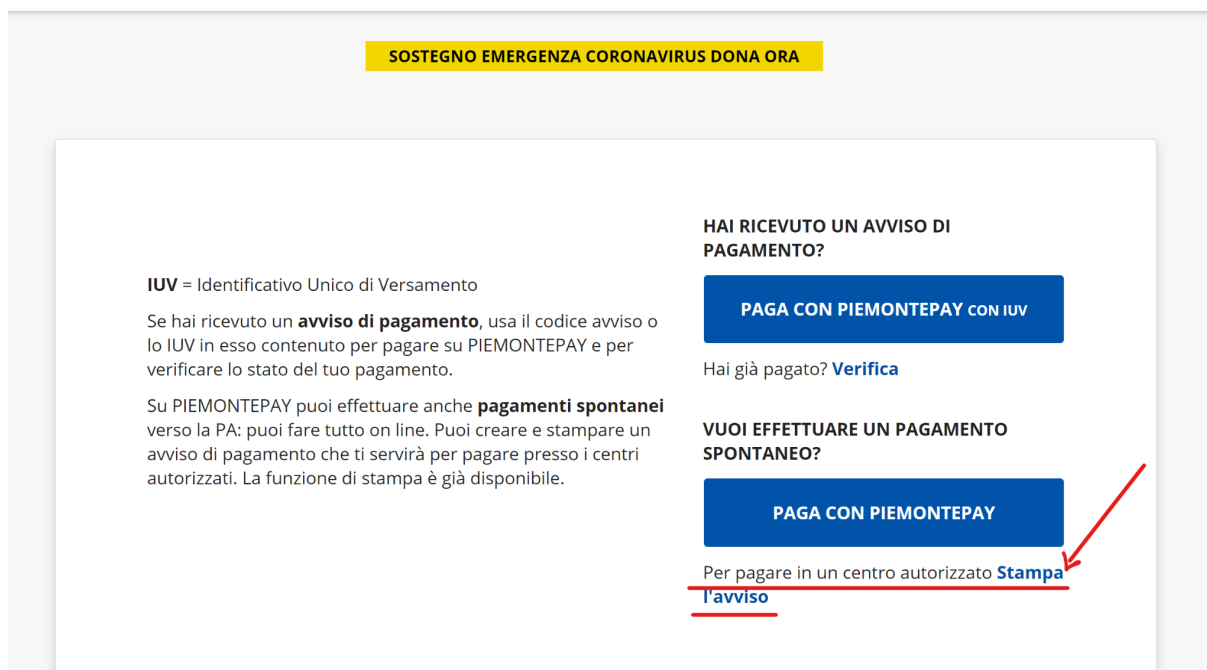 SOSTEGNO EMERGENZA CORONAVIRUS DONA ORA
IUV = Identificativo Unico di Versamento
Se hai ricevuto un avviso di pagamento, usa il codice avviso o
lo IUV in esso contenuto per pagare su PIEMONTEPAY e per
verificare lo stato del tuo pagamento.
Su PIEMONTEPAY puoi effettuare anche pagamenti spontanei
verso la PA: puoi fare tutto on line. Puoi creare e stampare un
avviso di pagamento che ti servirà per pagare presso i centri
autorizzati. La funzione di stampa è già disponibile.
HAI RICEVUTO UN AVVISO DI
PAGAMENTO?
PAGA CON PIEMONTEPAY CON IUV
Hai già pagato? Verifica
VUOI EFFETTUARE UN PAGAMENTO
SPONTANEO?
PAGA CON PIEMONTEPAY
Per pagare in un centro autorizzato Stampa
l'avviso